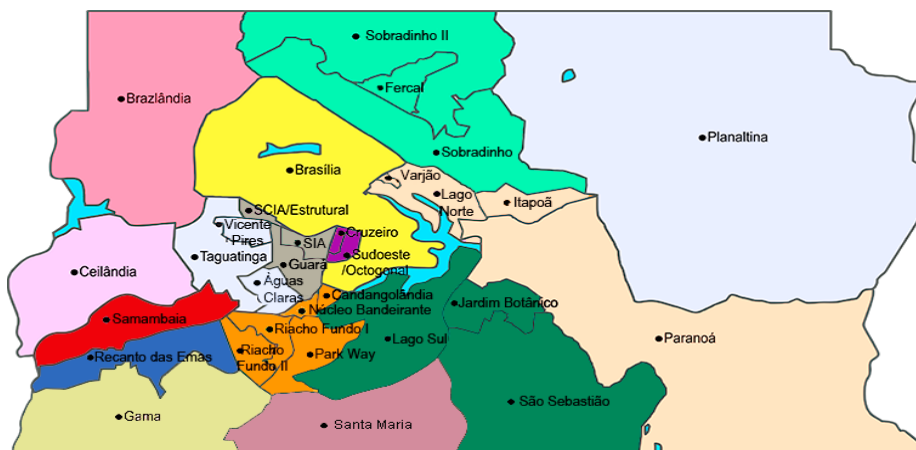 Sobradinho II
Fercal
Brazlândia
Planaltina
Sobradinho
Brasília
Varjão
Lago
Norte
Itapoã
SCIA/Estrutural
Vicente
Pires
Cruzeiro
SIA
Taguatinga
Guará
Sudoeste
/Octogonal
Ceilândia
Águas
Claras
Candangolândia
Núcleo Bandeirante
Jardim Botânico
Samambaia
Riacho Fundo I
Lago Sul
Paranoá
Recanto das Emas
Riacho
Fundo II
Park Way
São Sebastião
Gama
Santa Maria